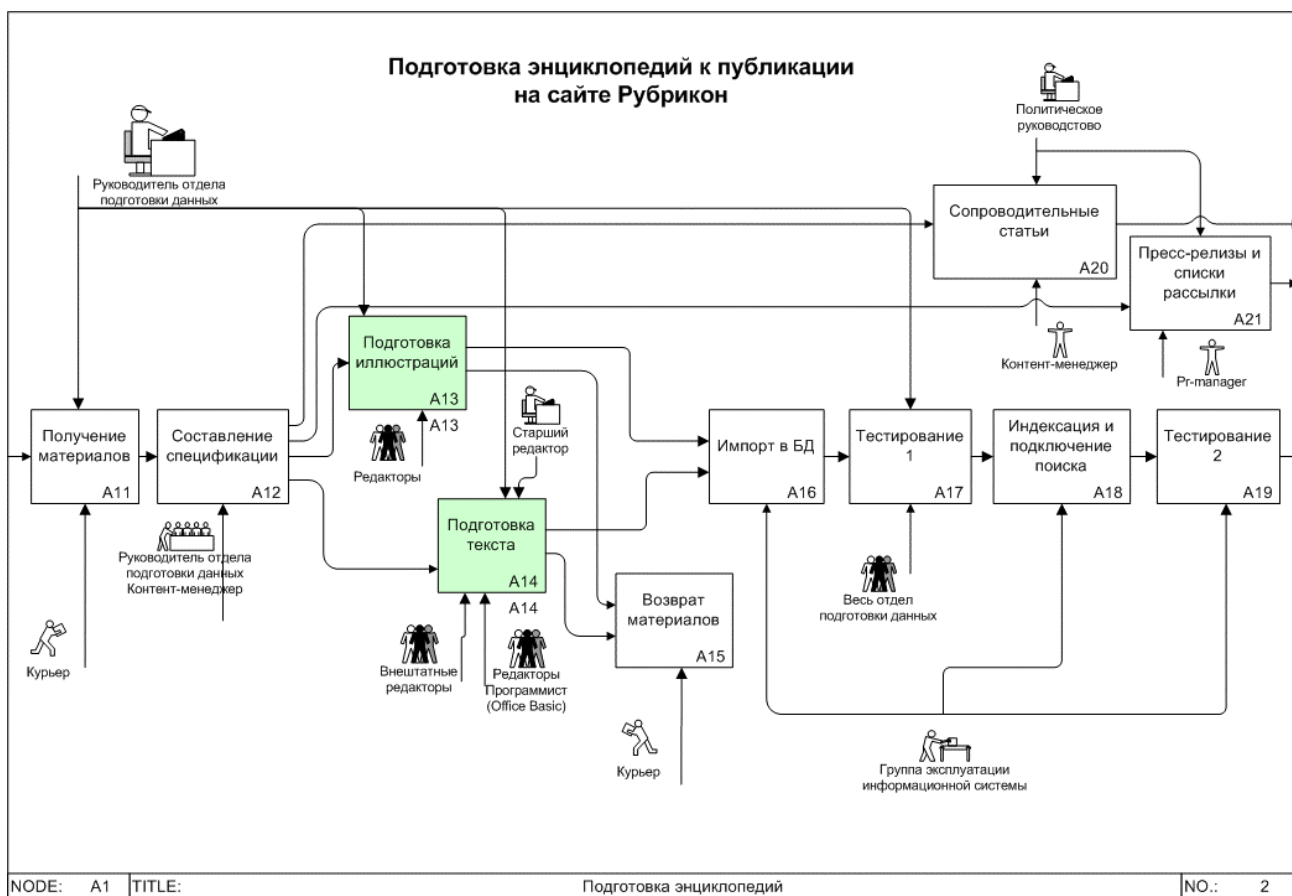 Подготовка энциклопедий к публикации
на сайте Рубрикон
Политическое
руководстово
Руководитель отдела
подготовки данных
Сопроводительные
статьи
A20
Пресс-релизы и
списки
рассылки
A21
Контент-менеджер
Pr-manager
Подготовка
иллюстраций
A13
A13
Редакторы
Старший
редактор
Получение
материалов
A11
Составление
спецификации
A12
Импорт в БД
A16
Тестирование
1
A17
Индексация и
подключение
поиска
A18
Тестирование
2
A19
Подготовка
текста
A14
A14
Руководитель отдела
подготовки данных
Контент-менеджер
Возврат
материалов
A15
Весь отдел
подготовки данных
Курьер
Внештатные
редакторы
Редакторы
Программист
(Office Basic)
Курьер
Группа эксплуатации
информационной системы
NODE: A1 TITLE: Подготовка энциклопедий NO.: 2